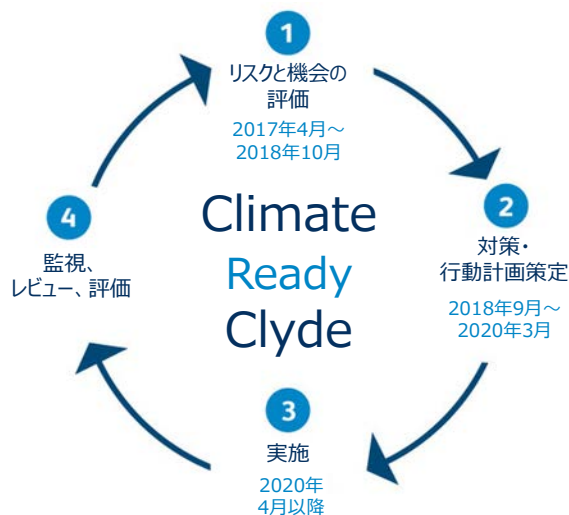 1
リスクと機会の
評価
2017年4月～
2018年10月
2
対策・
行動計画策定
2018年9月～
2020年3月
3
実施
2020年
4月以降
4
監視、
レビュー、評価
Climate
Ready
Clyde